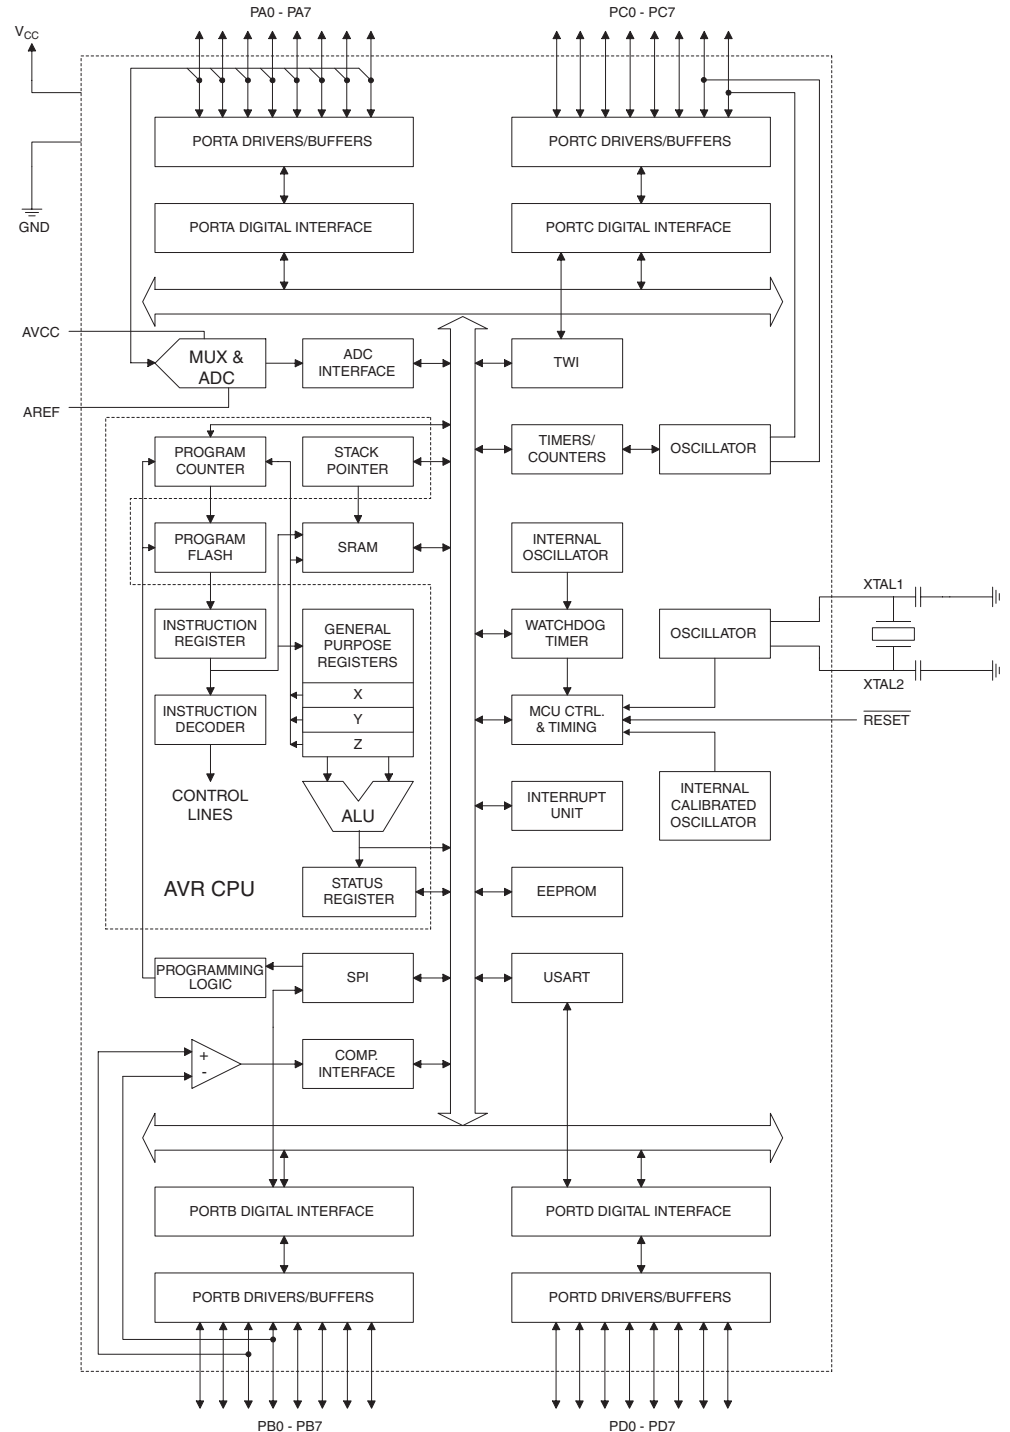 PA0 - PA7
PC0 - PC7
VCC
PORTA DRIVERS/BUFFERS
PORTC DRIVERS/BUFFERS
GND
PORTA DIGITAL INTERFACE
PORTC DIGITAL INTERFACE
AVCC
MUX &
ADC
ADC
INTERFACE
TWI
AREF
PROGRAM
COUNTER
STACK
POINTER
TIMERS/
COUNTERS
OSCILLATOR
PROGRAM
FLASH
SRAM
INTERNAL
OSCILLATOR
XTAL1
INSTRUCTION
REGISTER
GENERAL
PURPOSE
REGISTERS
WATCHDOG
TIMER
OSCILLATOR
XTAL2
X
Y
Z
INSTRUCTION
DECODER
MCU CTRL.
& TIMING
RESET
CONTROL
LINES
ALU
INTERRUPT
UNIT
INTERNAL
CALIBRATED
OSCILLATOR
AVR CPU
STATUS
REGISTER
EEPROM
PROGRAMMING
LOGIC
SPI
USART
+
-
COMP.
INTERFACE
PORTB DIGITAL INTERFACE
PORTD DIGITAL INTERFACE
PORTB DRIVERS/BUFFERS
PORTD DRIVERS/BUFFERS
PB0 - PB7
PD0 - PD7